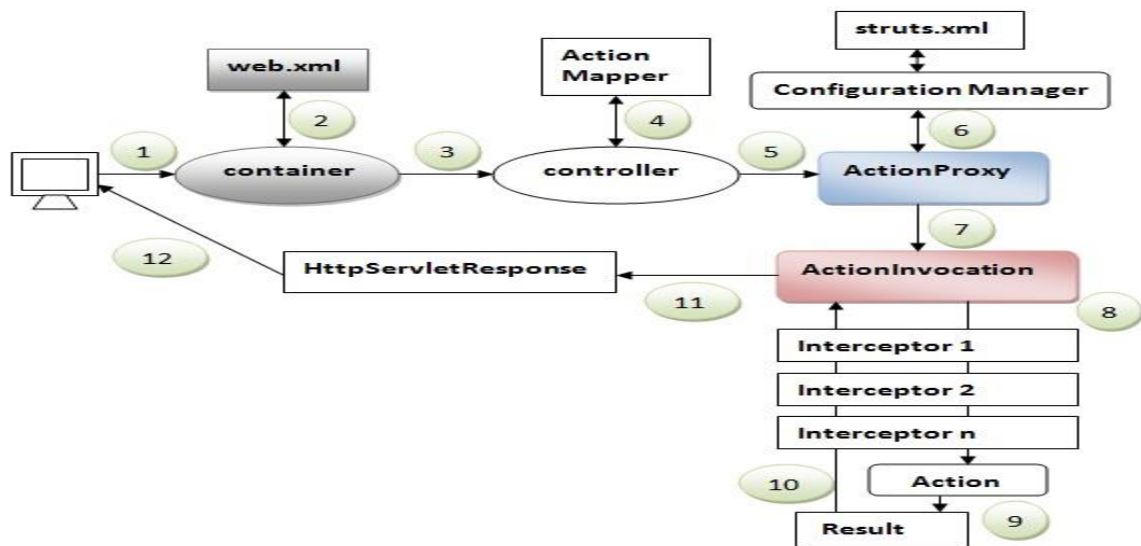 struts.xml
web.xml
Action
Mapper
Configuration Manager
2
4
6
1
3
5
container
controller
ActionProxy
7
12
HttpServletResponse
ActionInvocation
11
8
Interceptor 1
Interceptor 2
Interceptor n
10
Action
9
Result